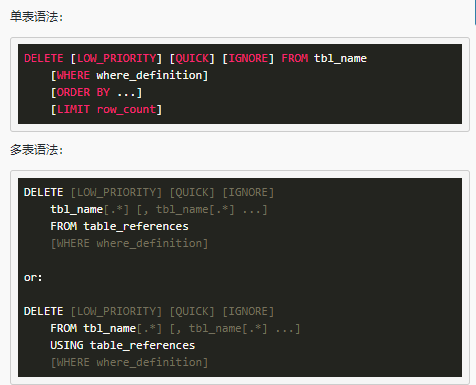 单表语法:
DELETE [LOW_PRIORITY] [QUICK] [IGNORE] FROM tbl_name
[WHERE where_definition]
[ORDER BY ...]
[LIMIT row_count]
多表语法:
DELETE [LOW_PRIORITY] [QUICK] [IGNORE]
tbl_name[.*] [, tbl_name[.*] ...]
FROM table_references
[WHERE where_definition]
or:
DELETE [LOW_PRIORITY] [QUICK] [IGNORE]
FROM tbl_name[.*] [, tbl_name[.*] ...]
USING table_references
[WHERE where_definition]